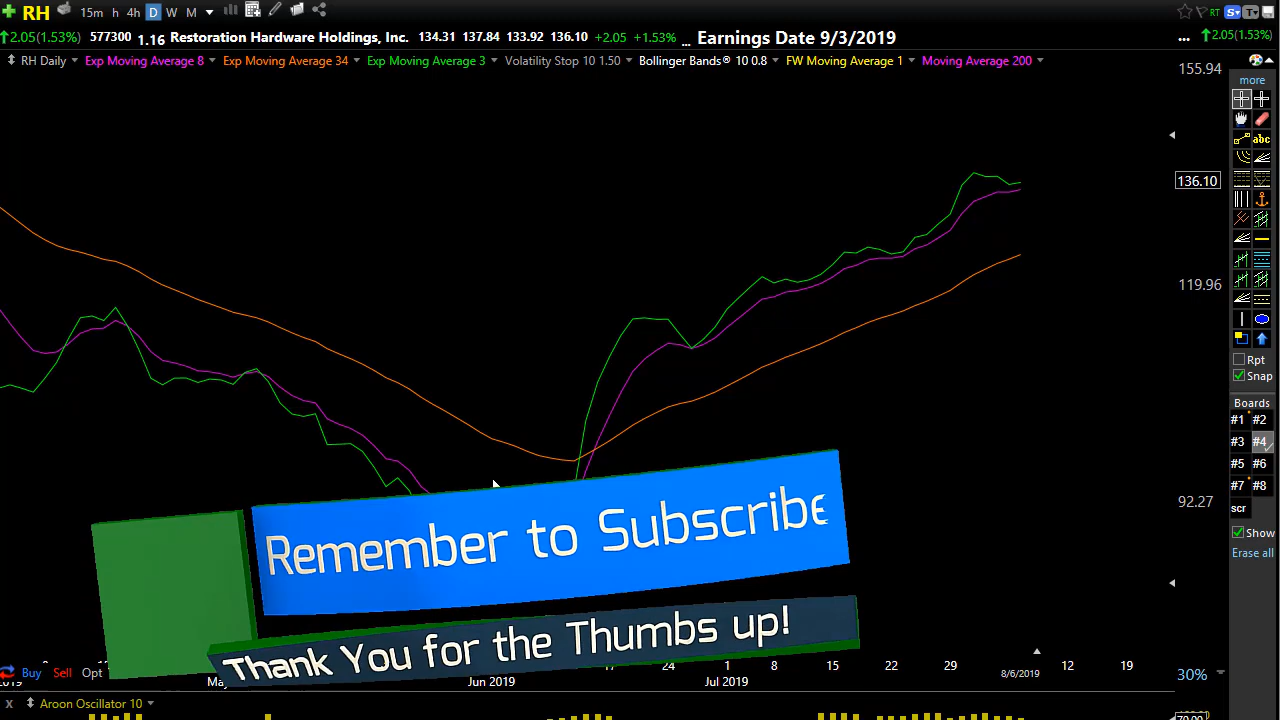 RH 15m h 4h D W M RT S T
2.05(1.53%) 577300 1.16 Restoration Hardware Holdings, Inc. 134.31 137.84 133.92 136.10 +2.05 +1.53% ... Earnings Date 9/3/2019 ... 2.05(1.53%)
RH Daily Exp Moving Average 8 Exp Moving Average 34 Exp Moving Average 3 Volatility Stop 10 1.50 Bollinger Bands® 10 0.8 FW Moving Average 1 Moving Average 200
155.94
more
abc
136.10
119.96
Rpt
Snap
Boards
#1 #2
#3 #4
#5 #6
#7 #8
92.27
scr
Show
Erase all
Remember to Subscribe
Thank You for the Thumbs up!
17 24 1 8 15 22 29 12 19
Buy Sell Opt 8/6/2019 30%
2019 Jun 2019 Jul 2019
x Aroon Oscillator 10